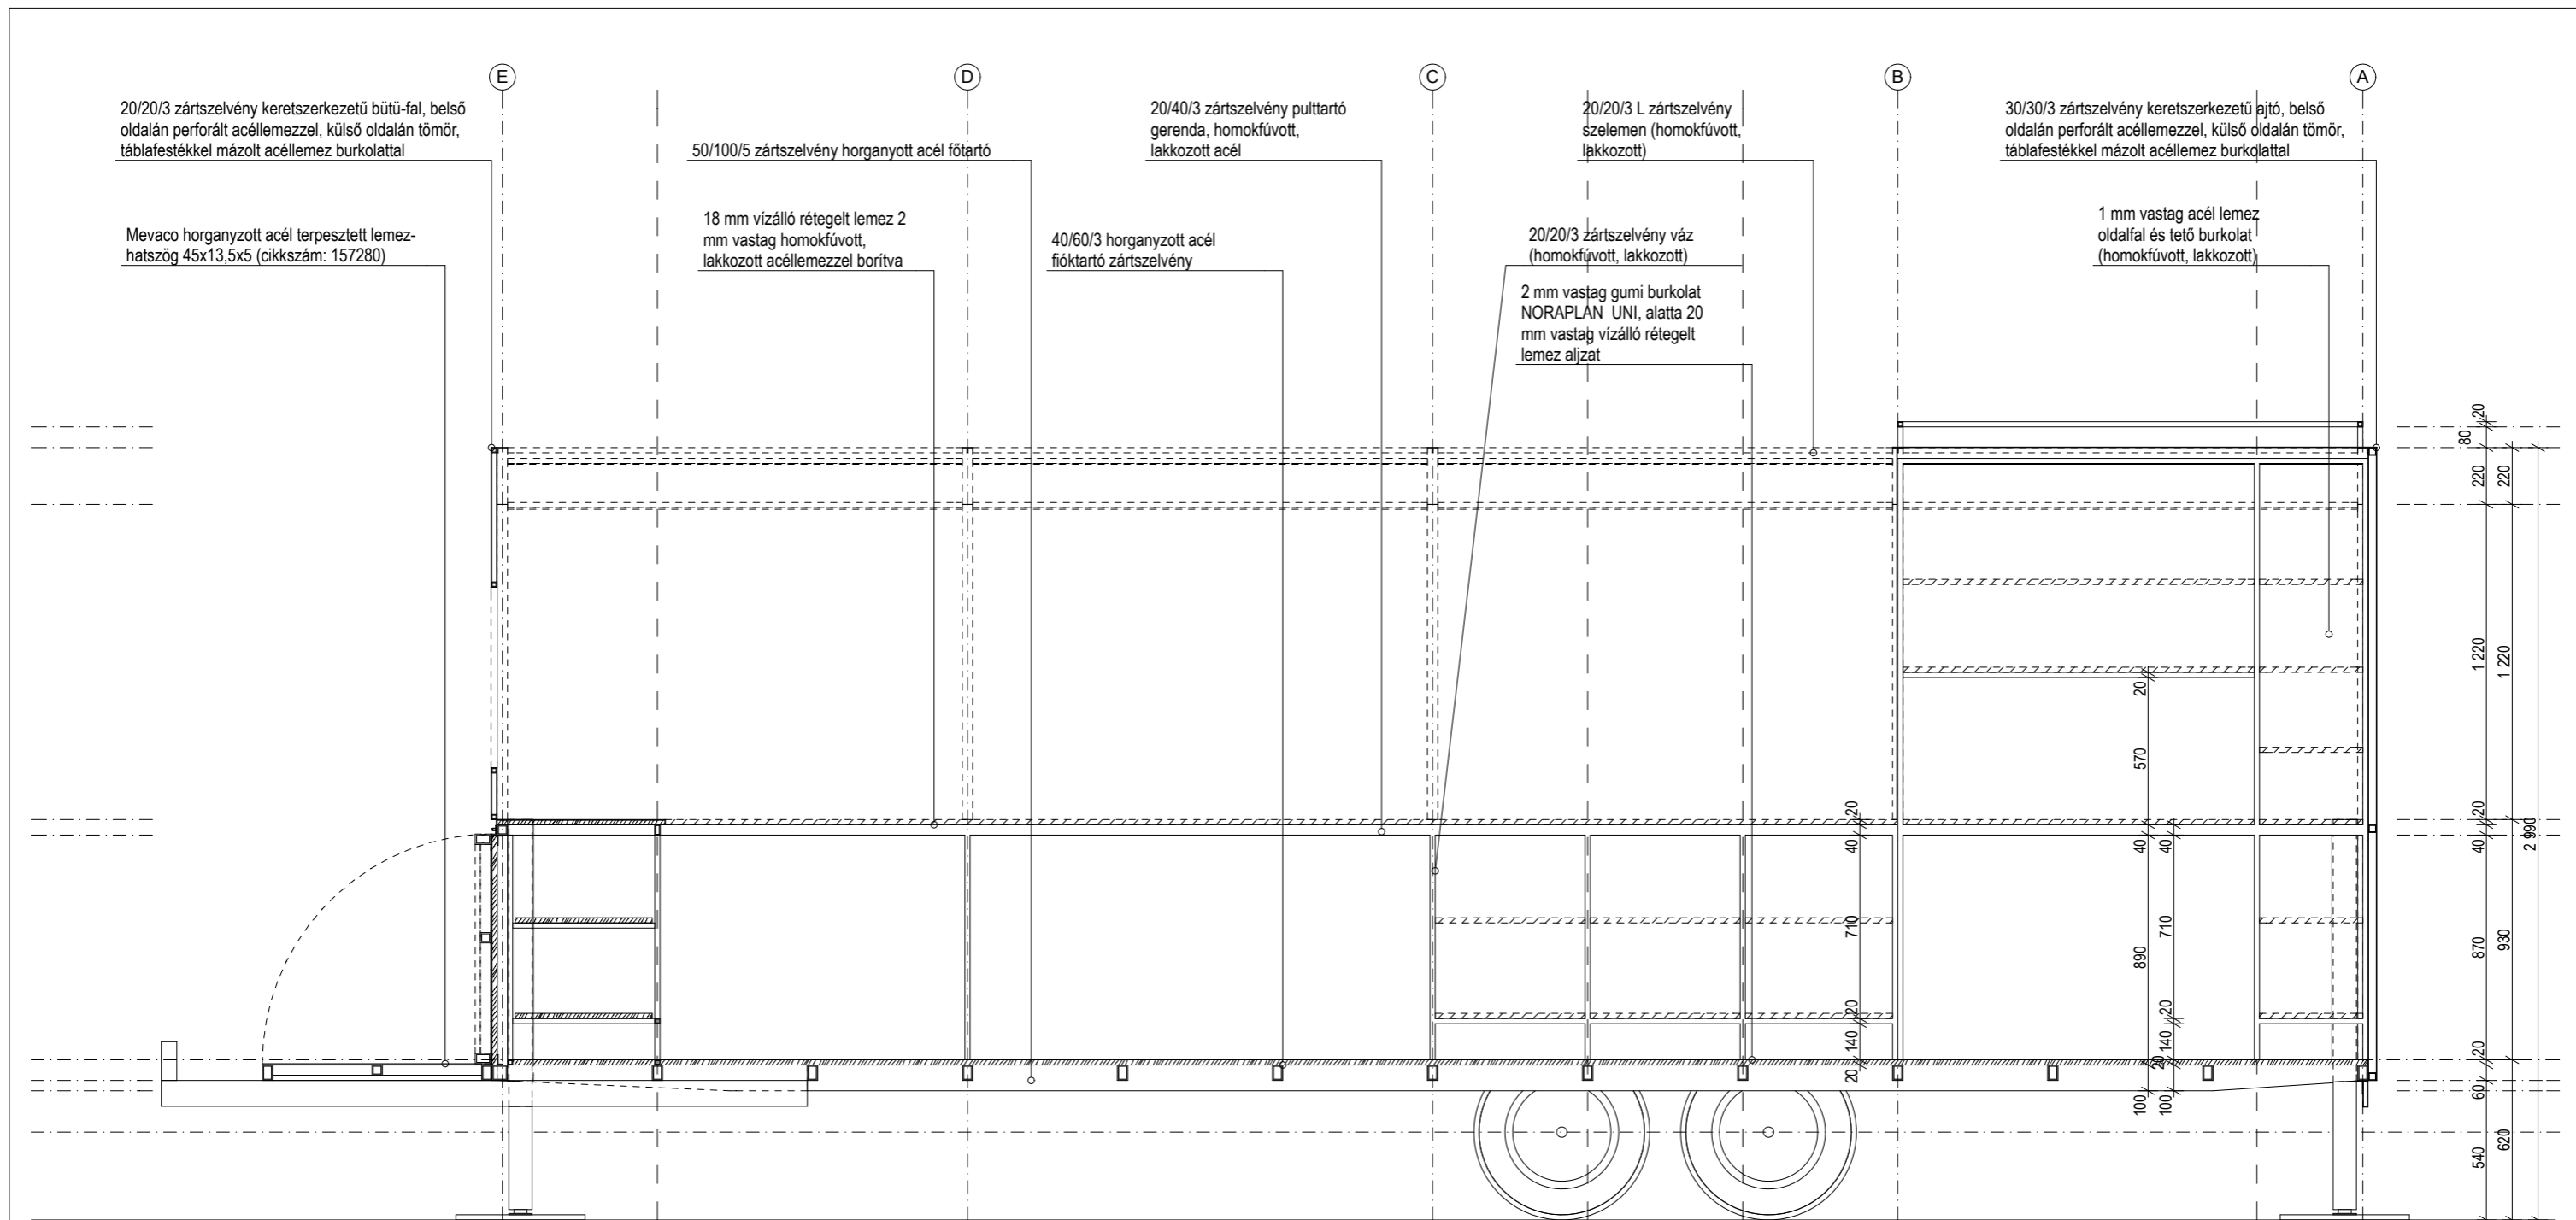 E
D
C
B
A
20/20/3 zártszelvény keretszerkezetű bütü-fal, belső
oldalán perforált acéllemezzel, külső oldalán tömör,
táblafestékkel mázolt acéllemez burkolattal
50/100/5 zártszelvény horganyott acél főtartó
20/40/3 zártszelvény pulttartó
gerenda, homokfúvott,
lakkozott acél
20/20/3 L zártszelvény
szelemen (homokfúvott,
lakkozott)
30/30/3 zártszelvény keretszerkezetű ajtó, belső
oldalán perforált acéllemezzel, külső oldalán tömör,
táblafestékkel mázolt acéllemez burkolattal
Mevaco horganyzott acél terpesztett lemez-
hatszög 45x13,5x5 (cikkszám: 157280)
18 mm vízálló rétegelt lemez 2
mm vastag homokfúvott,
lakkozott acéllemezzel borítva
40/60/3 horganyzott acél
fióktartó zártszelvény
20/20/3 zártszelvény váz
(homokfúvott, lakkozott)
2 mm vastag gumi burkolat
NORAPLAN UNI, alatta 20
mm vastag vízálló rétegelt
lemez aljzat
1 mm vastag acél lemez
oldalfal és tető burkolat
(homokfúvott, lakkozott)
20
40
710
20
140
20
20
570
40
890
100
40
710
20
140
20
100
20
80
220
1 220
20
40
870
20
60
540
220
1 220
930
620
2 990